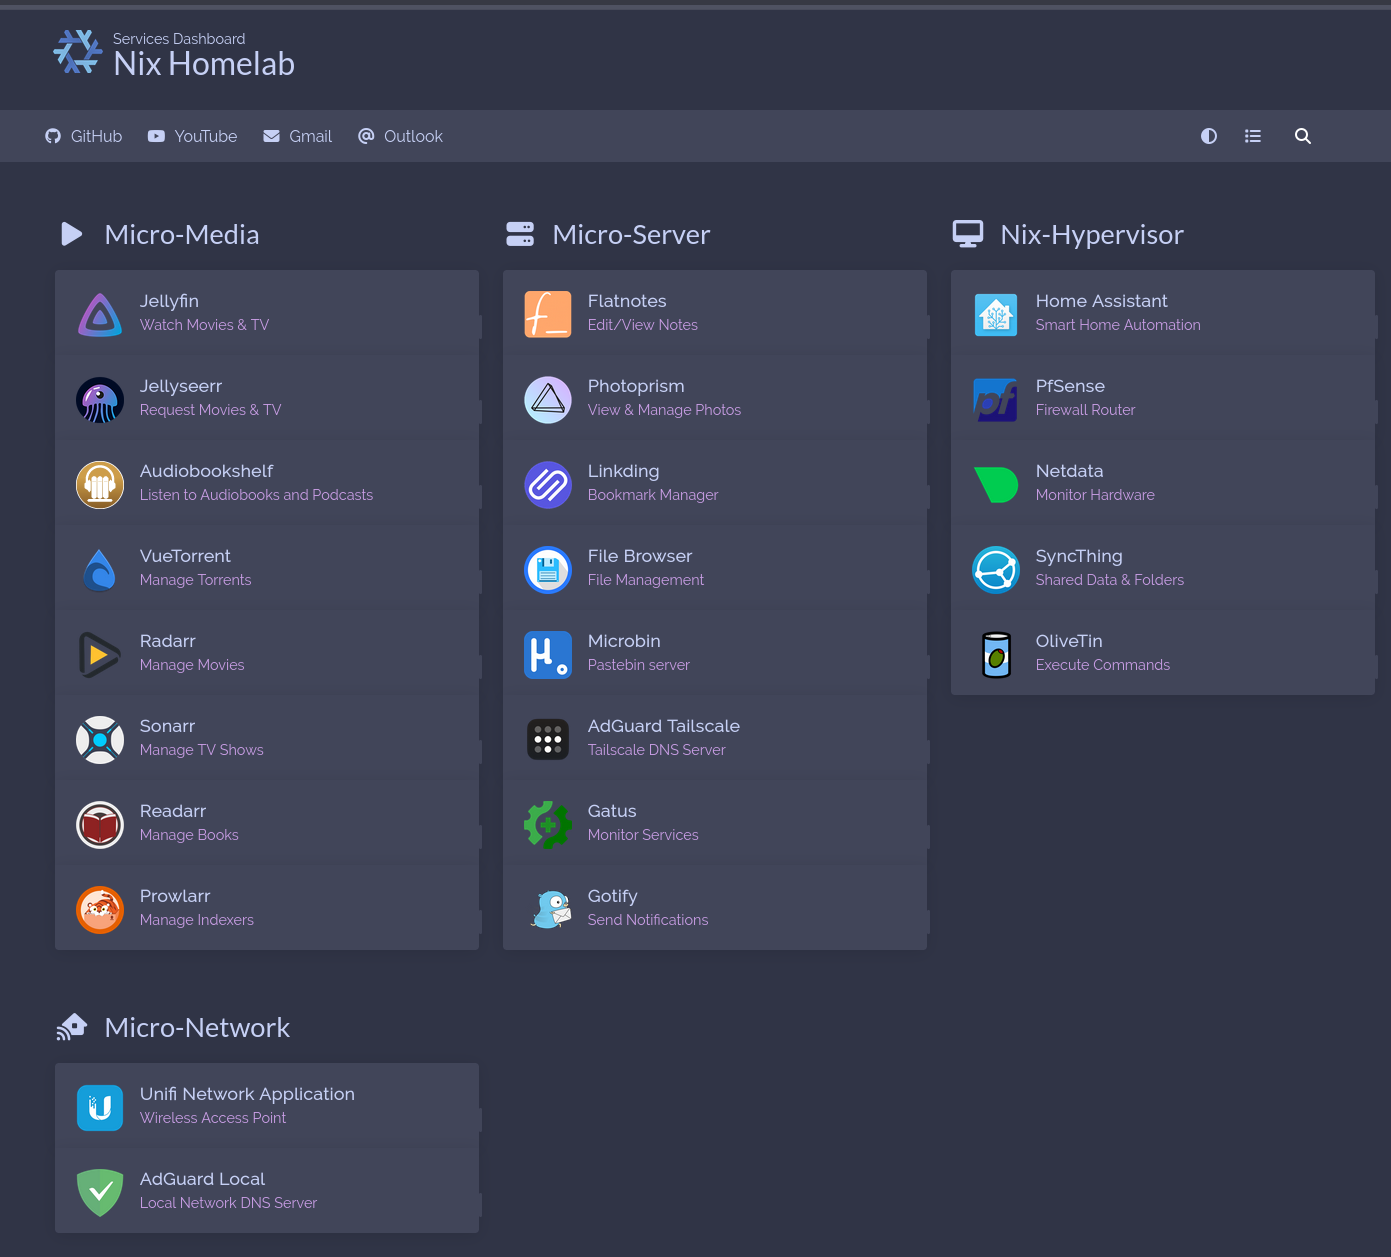 Services Dashboard
Nix Homelab
GitHub YouTube Gmail Outlook
Micro-Media
Jellyfin
Watch Movies & TV
Jellyseerr
Request Movies & TV
Audiobookshelf
Listen to Audiobooks and Podcasts
VueTorrent
Manage Torrents
Radarr
Manage Movies
Sonarr
Manage TV Shows
Readarr
Manage Books
Prowlarr
Manage Indexers
Micro-Server
Flatnotes
Edit/View Notes
Photoprism
View & Manage Photos
Linkding
Bookmark Manager
File Browser
File Management
Microbin
Pastebin server
AdGuard Tailscale
Tailscale DNS Server
Gatus
Monitor Services
Gotify
Send Notifications
Nix-Hypervisor
Home Assistant
Smart Home Automation
pf
PfSense
Firewall Router
Netdata
Monitor Hardware
SyncThing
Shared Data & Folders
OliveTin
Execute Commands
Micro-Network
Unifi Network Application
Wireless Access Point
AdGuard Local
Local Network DNS Server